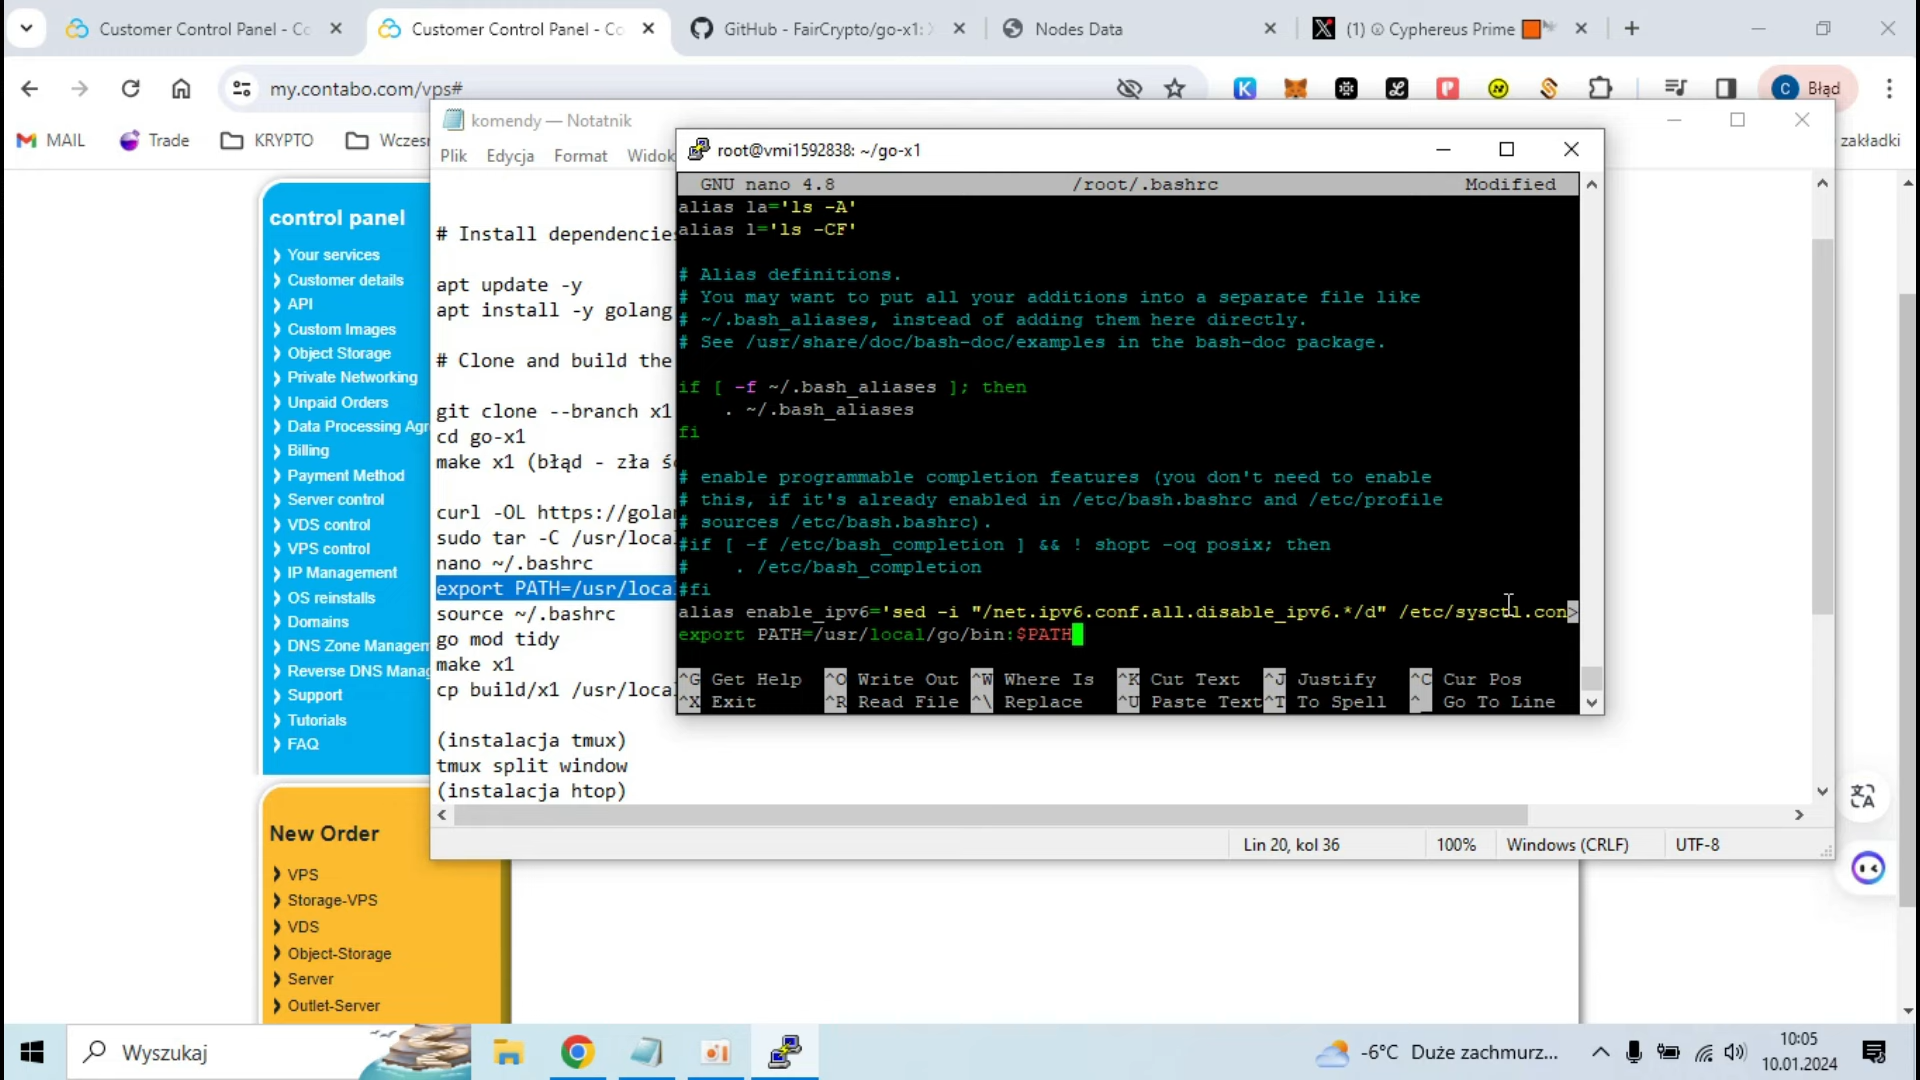 Customer Control Panel - Cc
Customer Control Panel - Co
GitHub - FairCrypto/go-x1:
Nodes Data
(1) Cyphereus Prime
my.contabo.com/vps#
Błąd
MAIL
Trade
KRYPTO
Wczes
zakładki
komendy — Notatnik
Plik Edycja Format Widok
# Install dependencies
apt update -y
apt install -y golang
# Clone and build the
git clone --branch x1
cd go-x1
make x1 (błąd - zła
curl -OL https://golan
sudo tar -C /usr/local
nano ~/.bashrc
export PATH=/usr/loca
source ~/.bashrc
go mod tidy
make x1
cp build/x1 /usr/loca
(instalacja tmux)
tmux split window
(instalacja htop)
Lin 20, kol 36
100%
Windows (CRLF)
UTF-8
root@vmi1592838: ~/go-x1
GNU nano 4.8 /root/.bashrc Modified
alias la='ls -A'
alias l='ls -CF'
# Alias definitions.
# You may want to put all your additions into a separate file like
# ~/.bash_aliases, instead of adding them here directly.
# See /usr/share/doc/bash-doc/examples in the bash-doc package.
if [ -f ~/.bash_aliases ]; then
. ~/.bash_aliases
fi
# enable programmable completion features (you don't need to enable
# this, if it's already enabled in /etc/bash.bashrc and /etc/profile
# sources /etc/bash.bashrc).
#if [ -f /etc/bash_completion ] && ! shopt -oq posix; then
# . /etc/bash_completion
#fi
alias enable_ipv6='sed -i "/net.ipv6.conf.all.disable_ipv6.*/d" /etc/sysctl.con>
export PATH=/usr/local/go/bin:$PATH
^G Get Help ^O Write Out ^W Where Is ^K Cut Text ^J Justify ^C Cur Pos
^X Exit ^R Read File ^\ Replace ^U Paste Text ^T To Spell ^_ Go To Line
control panel
Your services
Customer details
API
Custom Images
Object Storage
Private Networking
Unpaid Orders
Data Processing Agr
Billing
Payment Method
Server control
VDS control
VPS control
IP Management
OS reinstalls
Domains
DNS Zone Managem
Reverse DNS Manag
Support
Tutorials
FAQ
New Order
VPS
Storage-VPS
VDS
Object-Storage
Server
Outlet-Server
Wyszukaj
-6°C Duże zachmurz...
10:05
10.01.2024